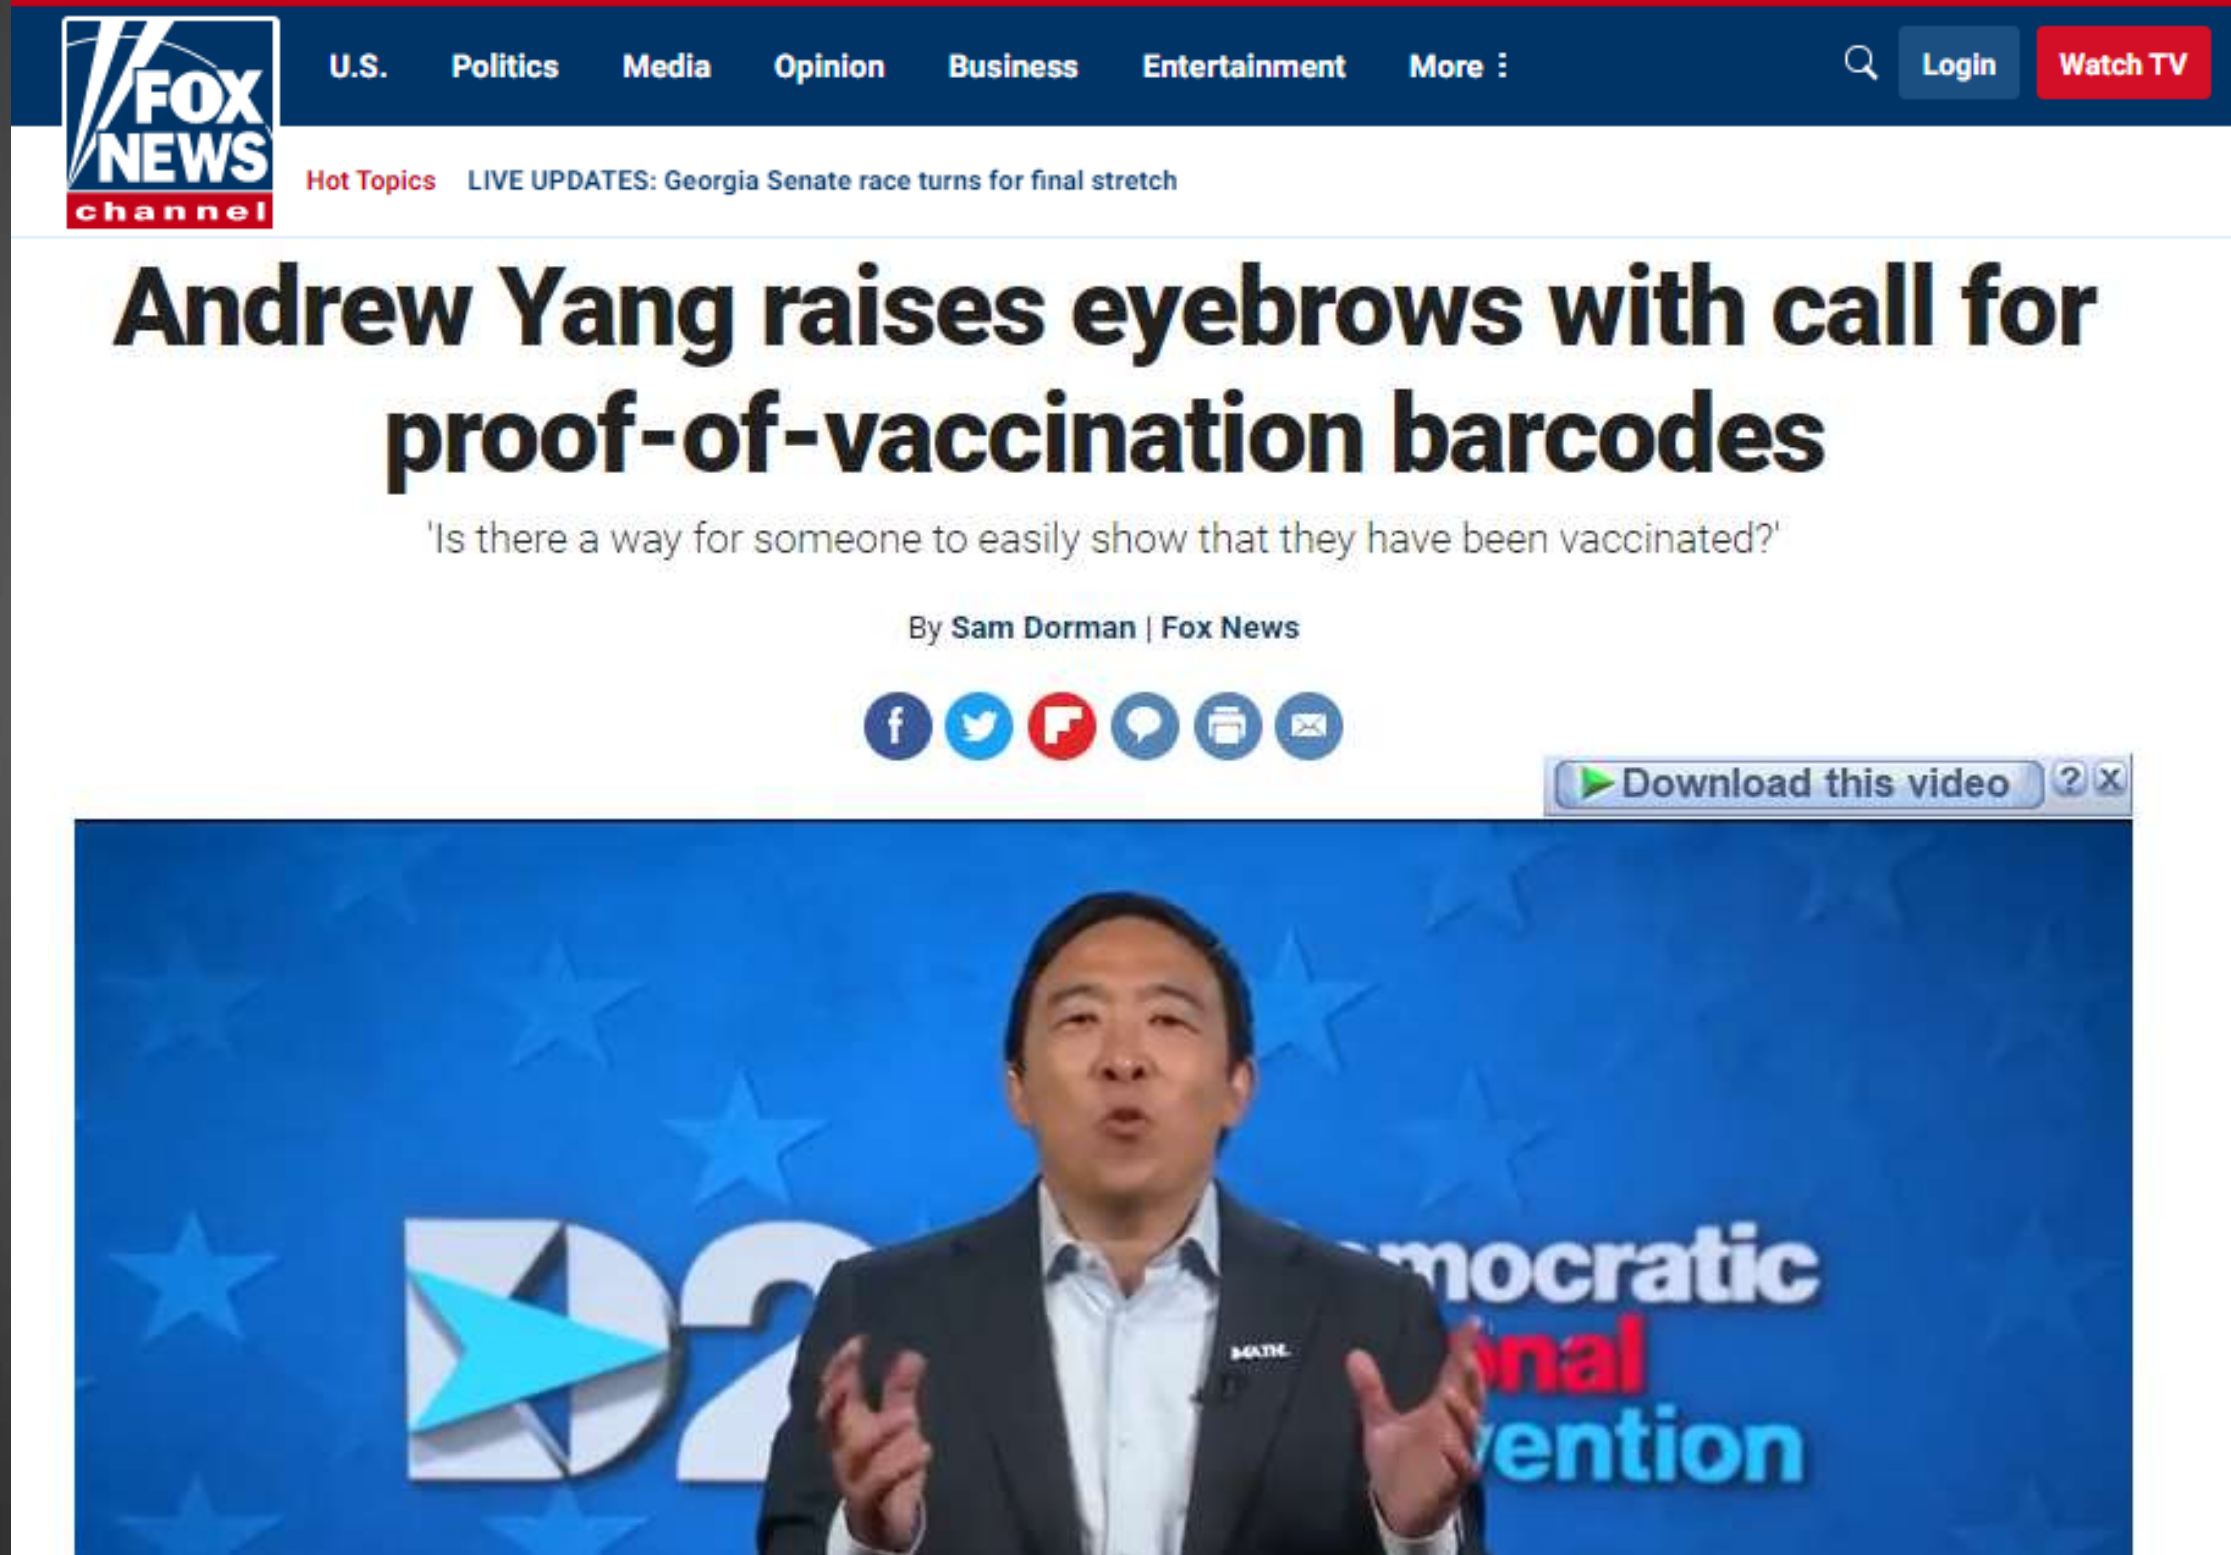 FOX
NEWS
channel
U.S. Politics Media Opinion Business Entertainment More
Login
Watch TV
Hot Topics LIVE UPDATES: Georgia Senate race turns for final stretch
Andrew Yang raises eyebrows with call for
proof-of-vaccination barcodes
'Is there a way for someone to easily show that they have been vaccinated?'
By Sam Dorman | Fox News
Download this video ? X
D2
mocratic
nal
vention
MATH.